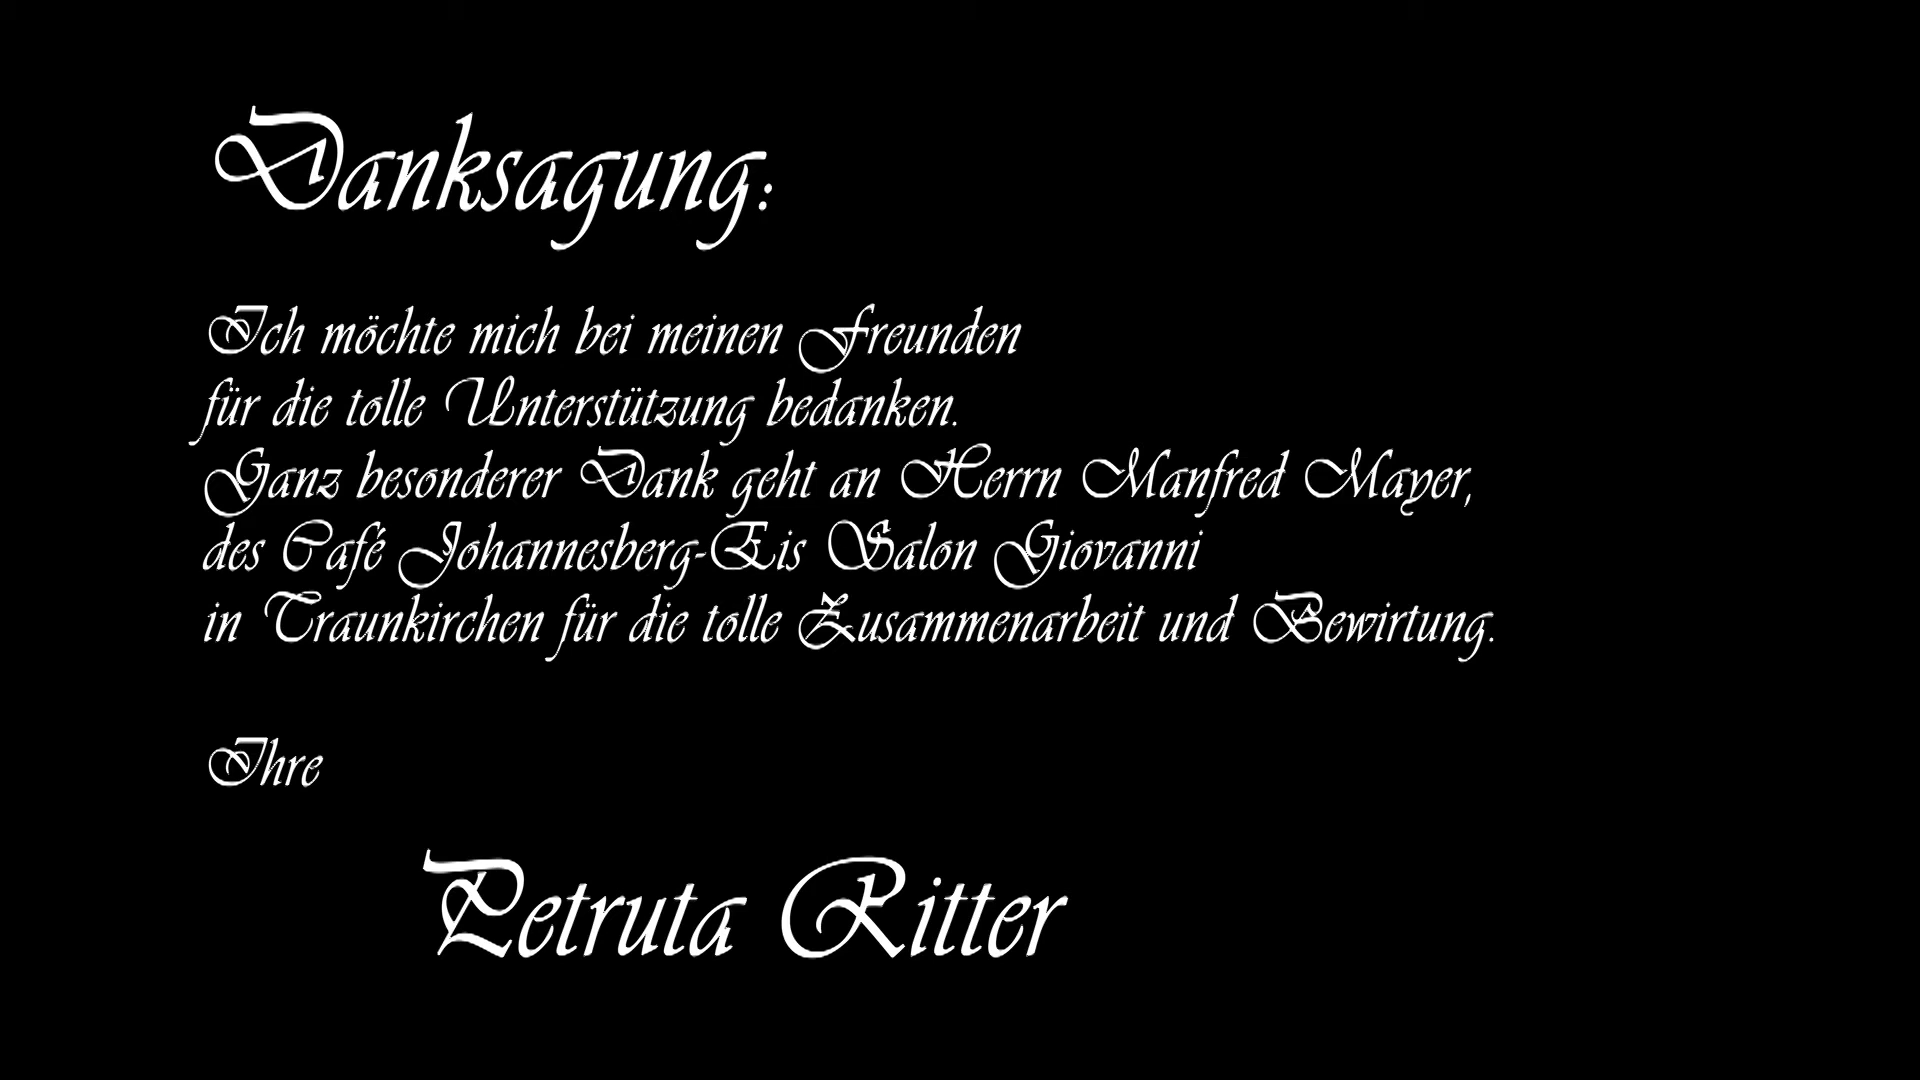 Danksagung:
Ich möchte mich bei meinen Freunden
für die tolle Unterstützung bedanken.
Ganz besonderer Dank geht an Herrn Manfred Mayer,
des Café Johannesberg-Eis Salon Giovanni
in Traunkirchen für die tolle Zusammenarbeit und Bewirtung.
Ihre
Petruta Ritter